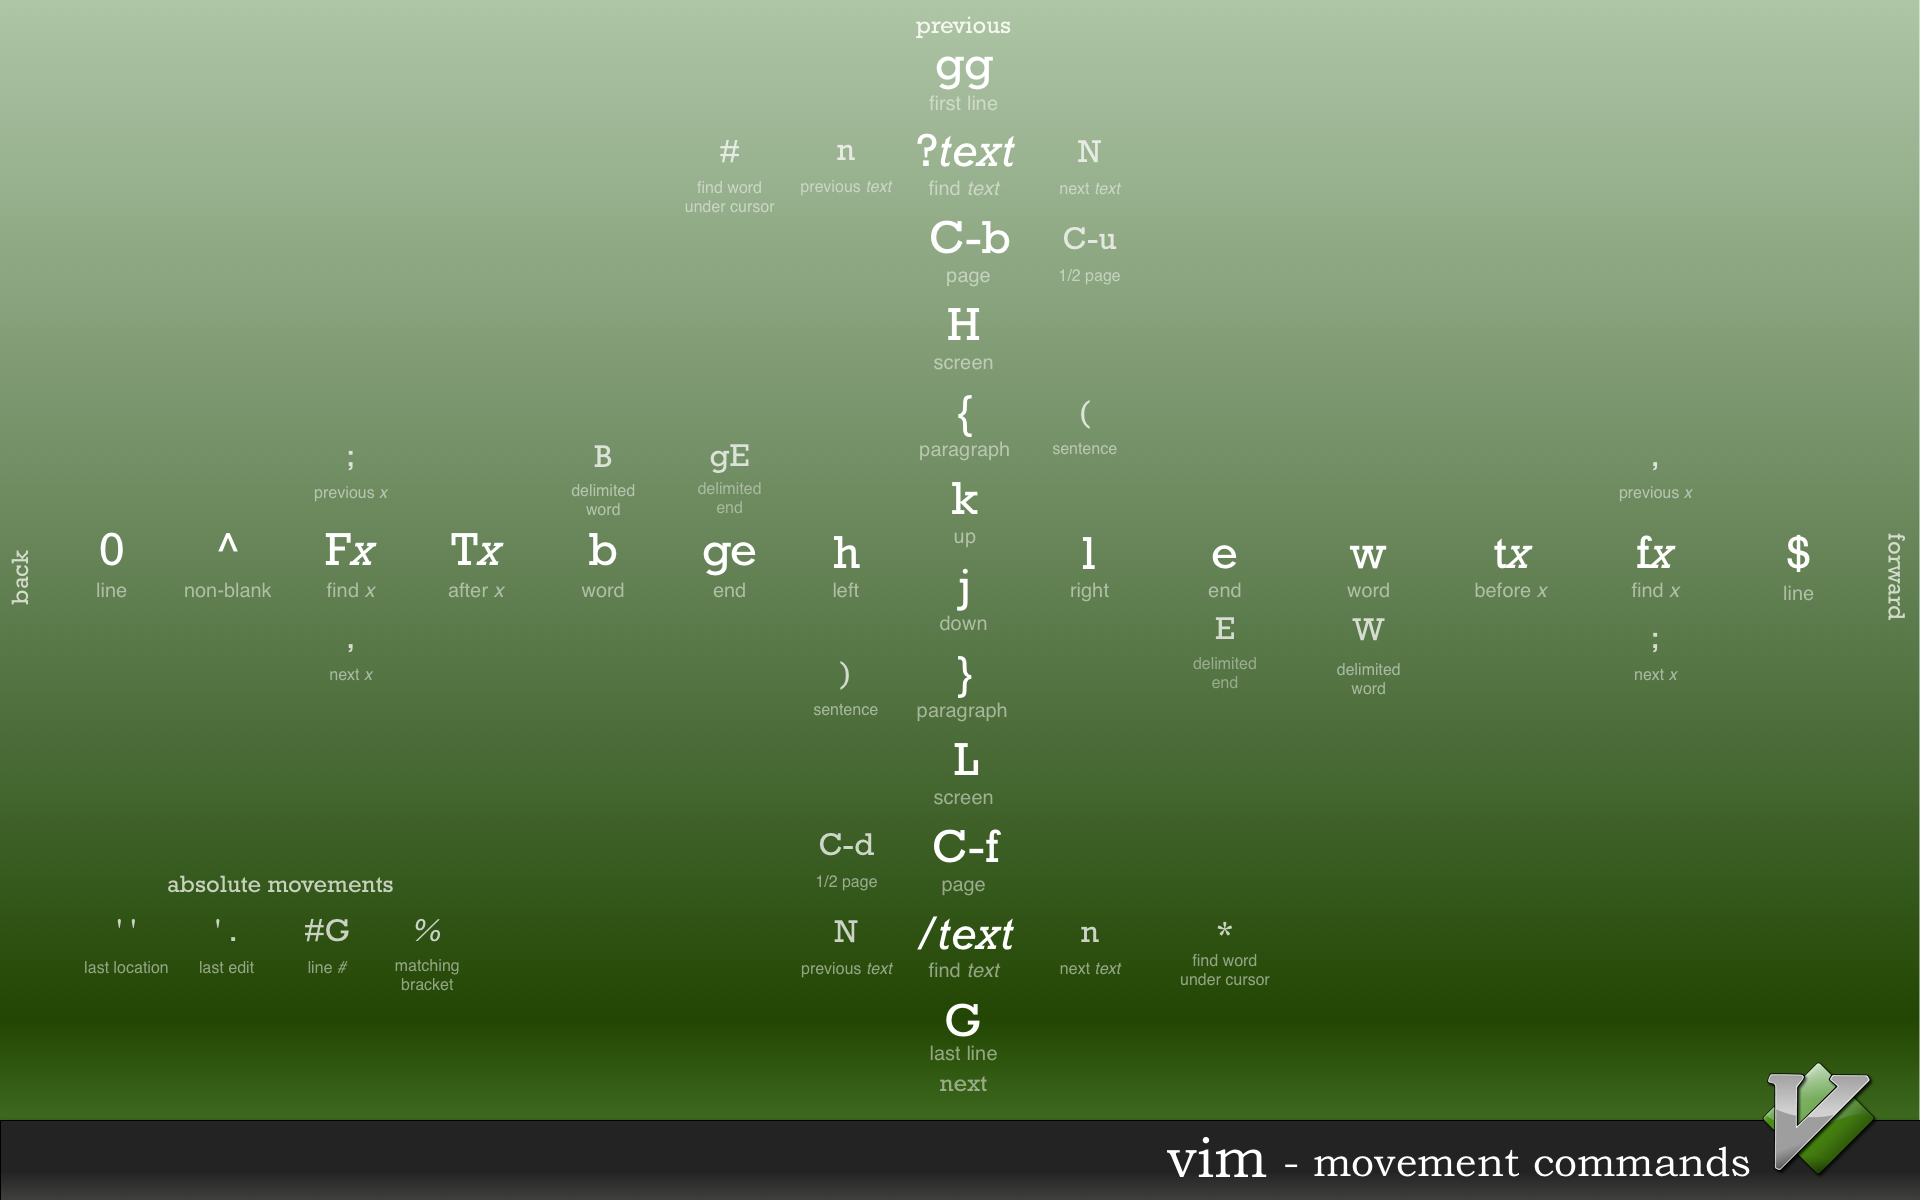 previous
gg
first line
# n ?text N
find word previous text find text next text
under cursor
C-b C-u
page 1/2 page
H
screen
{ (
paragraph sentence
; B gE ,
previous x delimited delimited previous x
word end
k
up
back 0 ^ Fx Tx b ge h l e w tx fx $ forward
line non-blank find x after x word end left right end word before x find x line
j
down
, E W ;
next x delimited delimited next x
end word
) }
sentence paragraph
L
screen
C-d C-f
1/2 page page
absolute movements
'' '. #G %
last location last edit line # matching
bracket
N /text n *
previous text find text next text find word
under cursor
G
last line
next
vim - movement commands